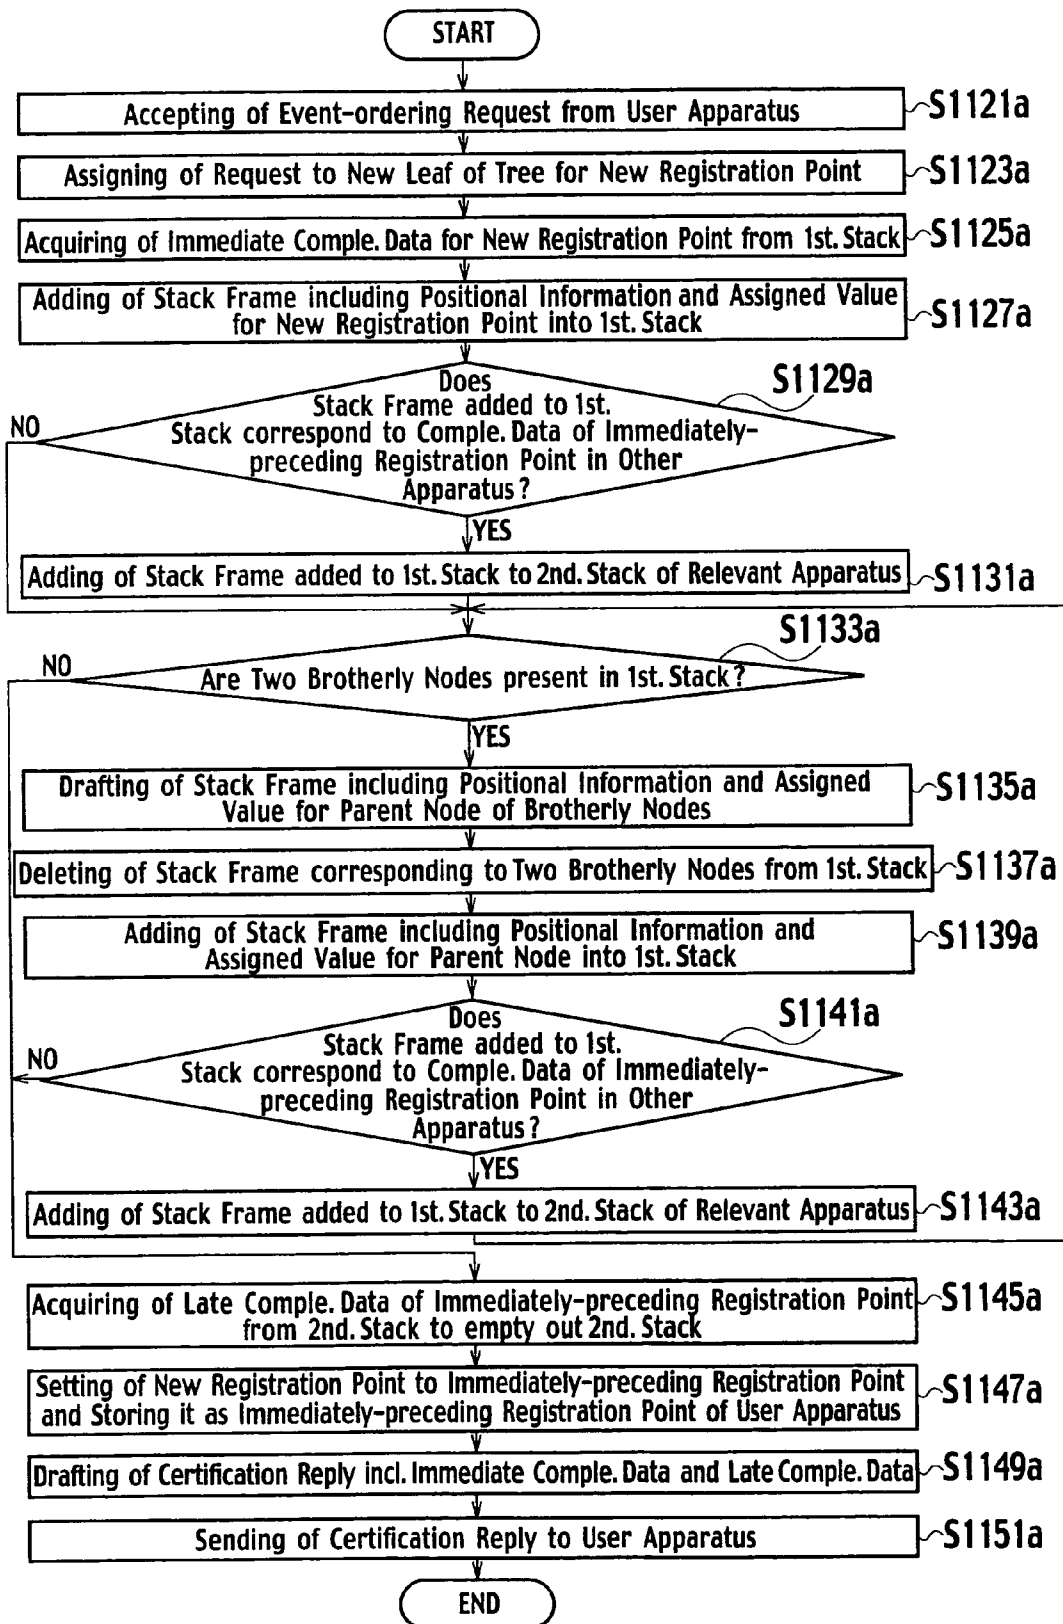 START
Accepting of Event-ordering Request from User Apparatus
S1121a
Assigning of Request to New Leaf of Tree for New Registration Point
S1123a
Acquiring of Immediate Comple.Data for New Registration Point from 1st.Stack
S1125a
Adding of Stack Frame including Positional Information and Assigned Value
for New Registration Point into 1st.Stack
S1127a
S1129a
Does
Stack Frame added to 1st.
Stack correspond to Comple.Data of Immediately-
preceding Registration Point in Other
Apparatus?
NO
YES
Adding of Stack Frame added to 1st.Stack to 2nd.Stack of Relevant Apparatus
S1131a
S1133a
NO
Are Two Brotherly Nodes present in 1st.Stack?
YES
Drafting of Stack Frame including Positional Information and Assigned
Value for Parent Node of Brotherly Nodes
S1135a
Deleting of Stack Frame corresponding to Two Brotherly Nodes from 1st.Stack
S1137a
Adding of Stack Frame including Positional Information and
Assigned Value for Parent Node into 1st.Stack
S1139a
S1141a
Does
Stack Frame added to 1st.
Stack correspond to Comple.Data of Immediately-
preceding Registration Point in Other
Apparatus?
NO
YES
Adding of Stack Frame added to 1st.Stack to 2nd.Stack of Relevant Apparatus
S1143a
Acquiring of Late Comple.Data of Immediately-preceding Registration Point
from 2nd.Stack to empty out 2nd.Stack
S1145a
Setting of New Registration Point to Immediately-preceding Registration Point
and Storing it as Immediately-preceding Registration Point of User Apparatus
S1147a
Drafting of Certification Reply incl. Immediate Comple.Data and Late Comple.Data
S1149a
Sending of Certification Reply to User Apparatus
S1151a
END